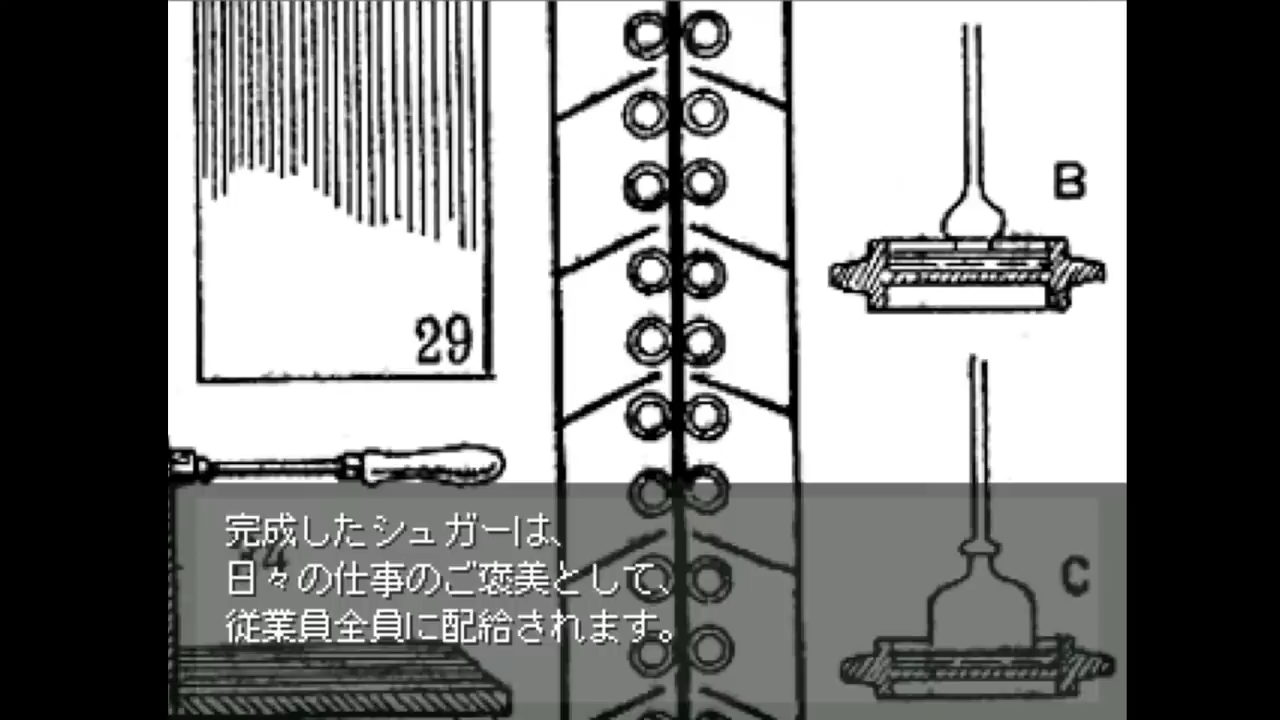 29
B
C
完成したシュガーは、
日々の仕事のご褒美として、
従業員全員に配給されます。